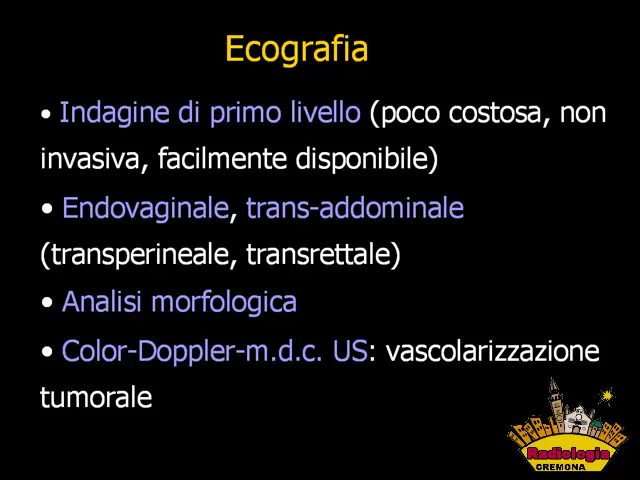 Ecografia
• Indagine di primo livello (poco costosa, non
invasiva, facilmente disponibile)
• Endovaginale, trans-addominale
(transperineale, transrettale)
• Analisi morfologica
• Color-Doppler-m.d.c. US: vascolarizzazione
tumorale
Radiologia
CREMONA